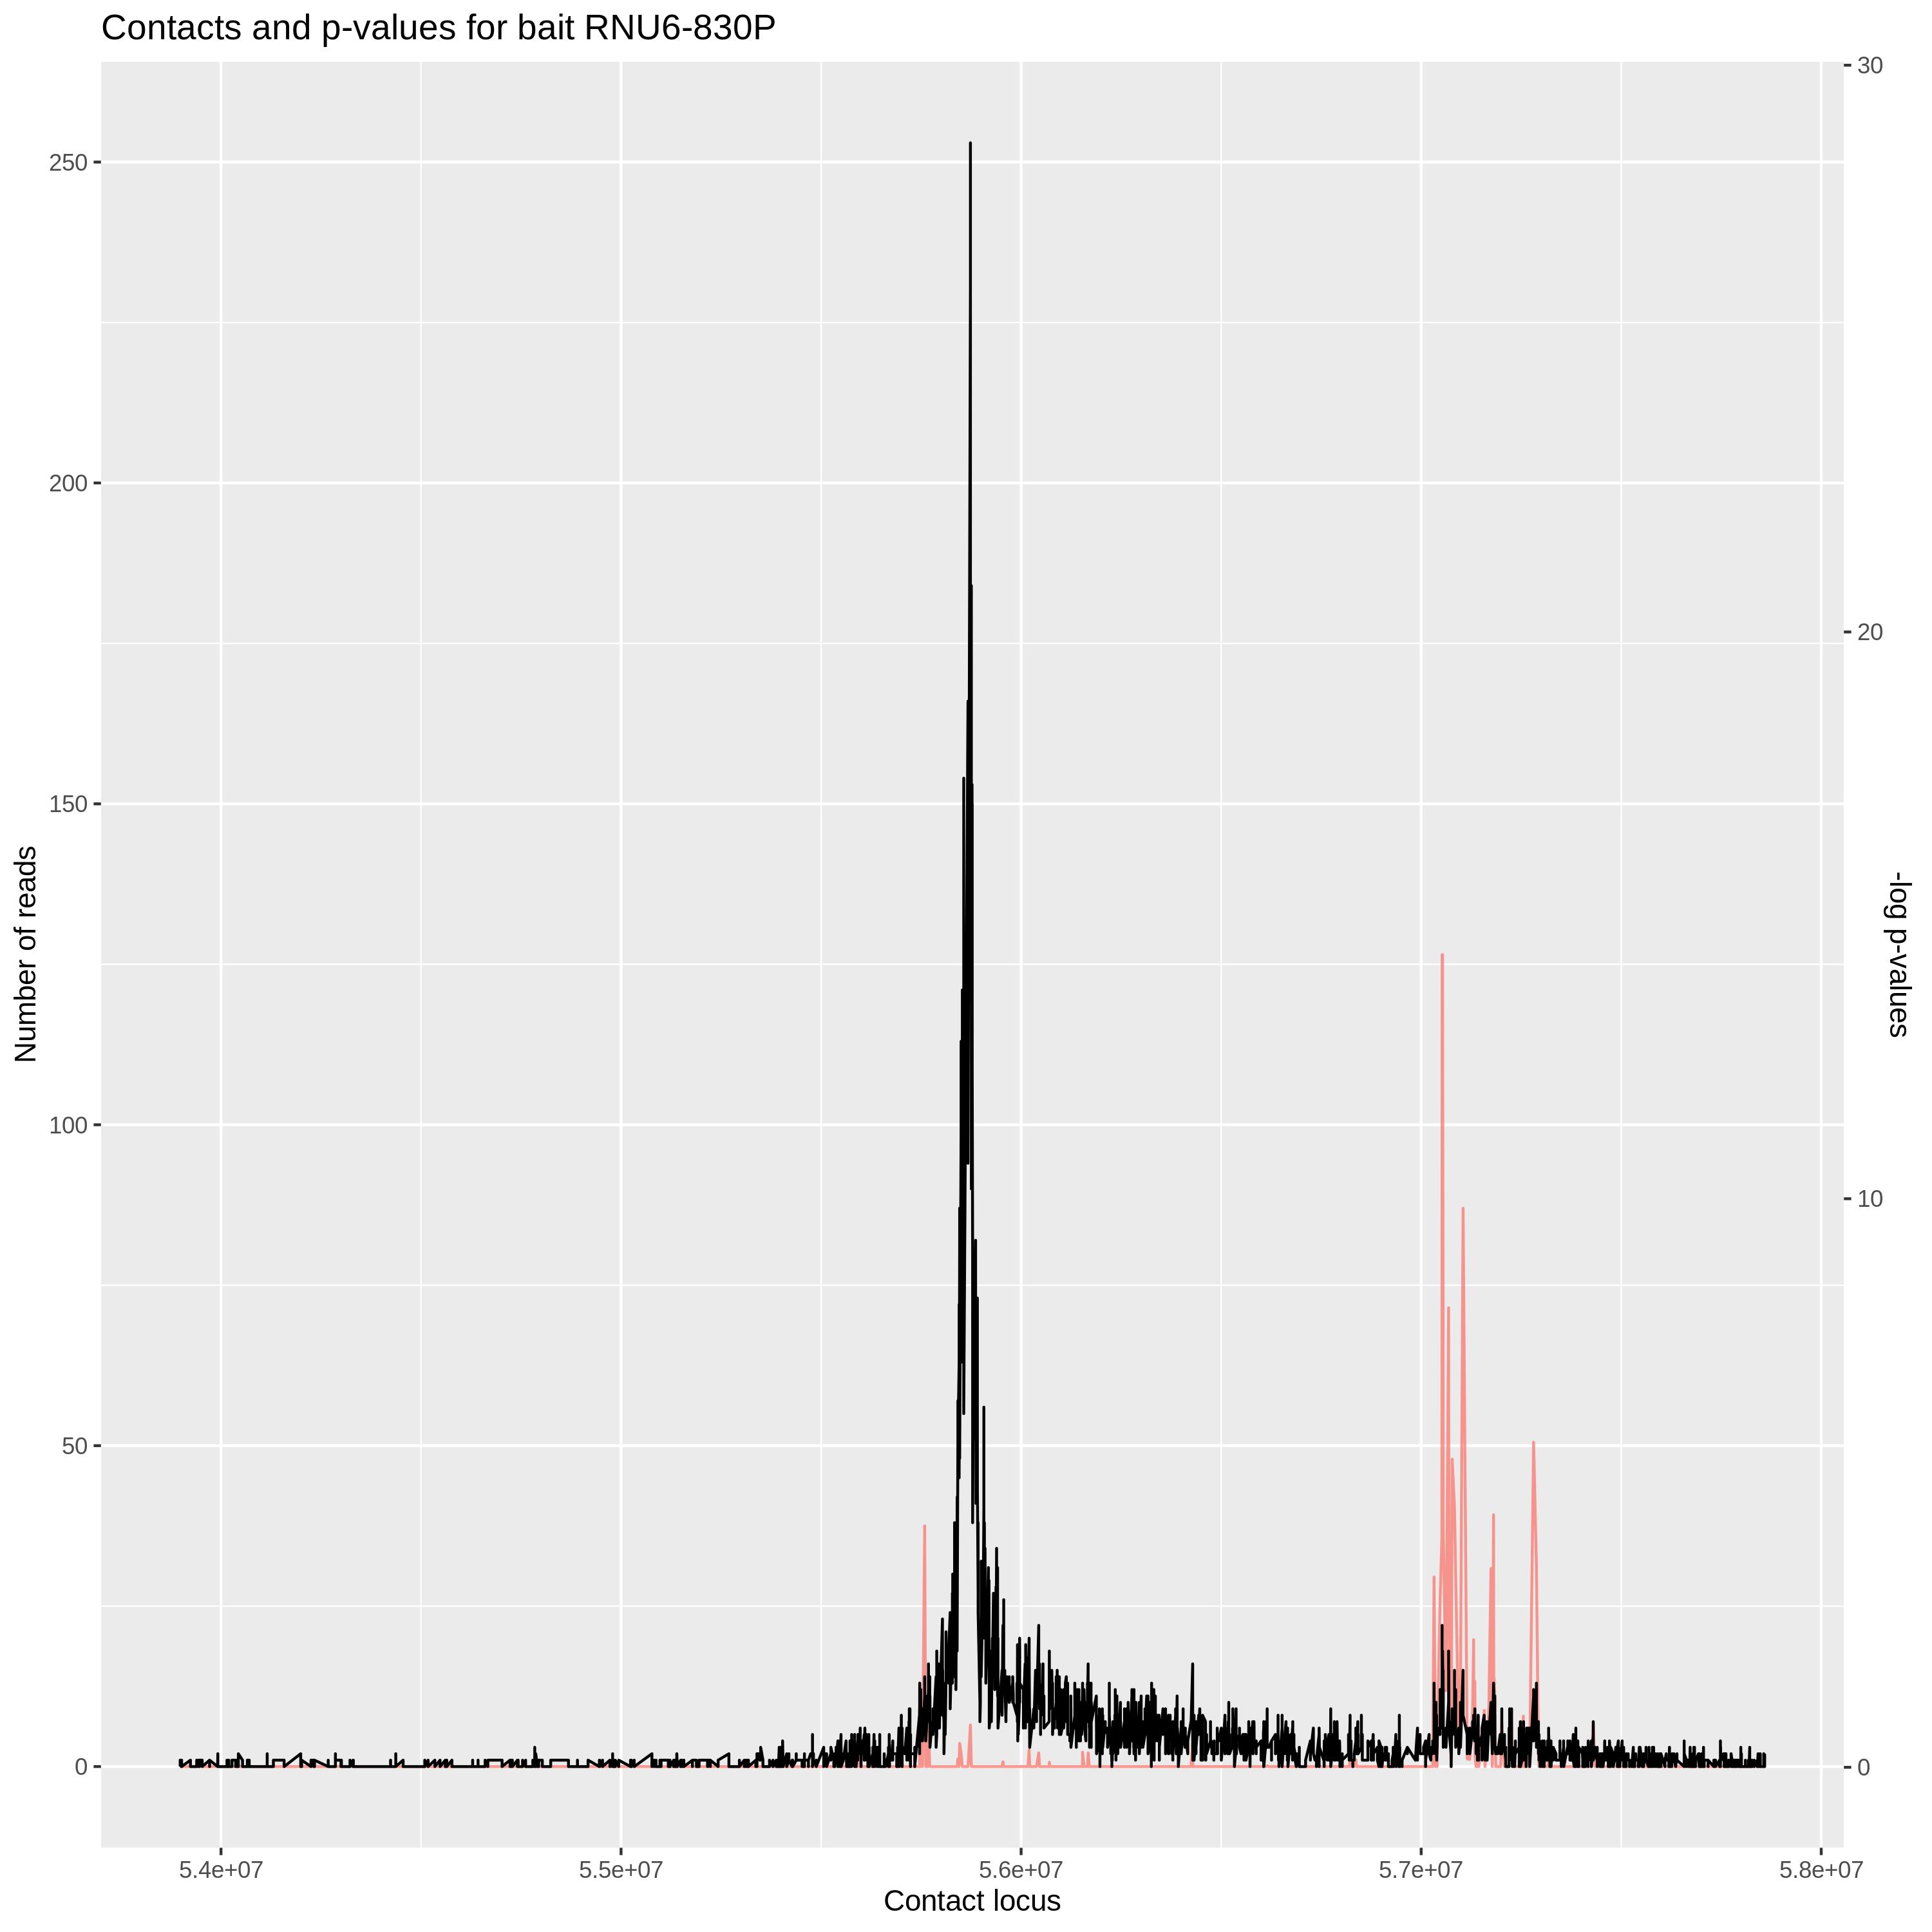 Contacts and p-values for bait RNU6-830P
Number of reads
250
200
150
100
50
0
30
20
10
0
-log p-values
5.4e+07
5.5e+07
5.6e+07
5.7e+07
5.8e+07
Contact locus